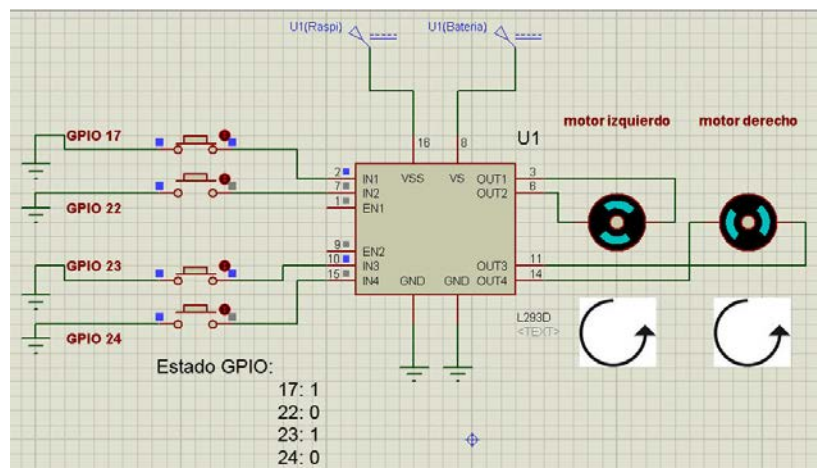 U1(Raspi)
U1(Bateria)
motor izquierdo
motor derecho
GPIO 17
16
8
U1
2
IN1
VSS
VS
OUT1
3
7
IN2
OUT2
6
1
EN1
GPIO 22
9
EN2
GPIO 23
10
IN3
OUT3
11
15
IN4
GND
GND
OUT4
14
L293D
<TEXT>
GPIO 24
Estado GPIO:
17: 1
22: 0
23: 1
24: 0